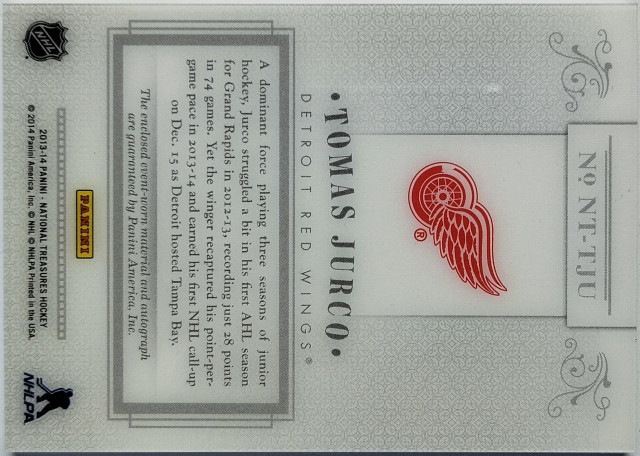 Nº NT-TJU
®
•TOMAS JURCO•
DETROIT RED WINGS®
A dominant force playing three seasons of junior
hockey, Jurco struggled a bit in his first AHL season
for Grand Rapids in 2012-13, recording just 28 points
in 74 games. Yet the winger recaptured his point-per-
game pace in 2013-14 and earned his first NHL call-up
on Dec. 15 as Detroit hosted Tampa Bay.
The enclosed event-worn material and autograph
are guaranteed by Panini America, Inc.
PANINI
NHL
2013-14 PANINI - NATIONAL TREASURES HOCKEY
© 2014 Panini America, Inc. © NHL © NHLPA Printed in the USA.
NHLPA